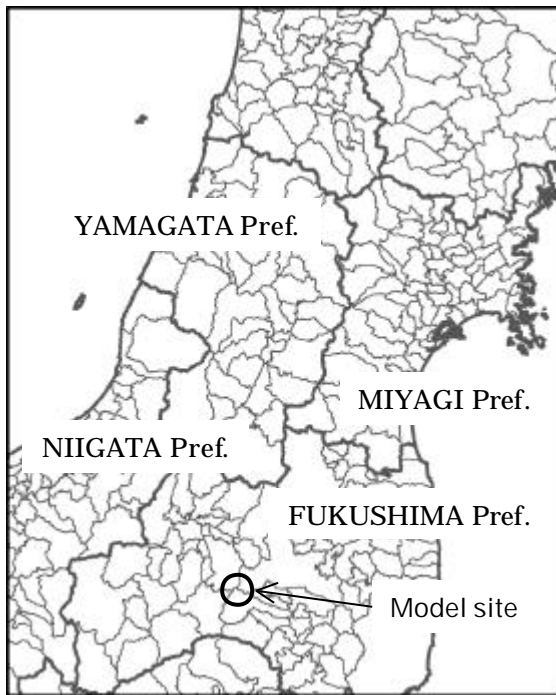 YAMAGATA Pref.
MIYAGI Pref.
NIIGATA Pref.
FUKUSHIMA Pref.
Model site